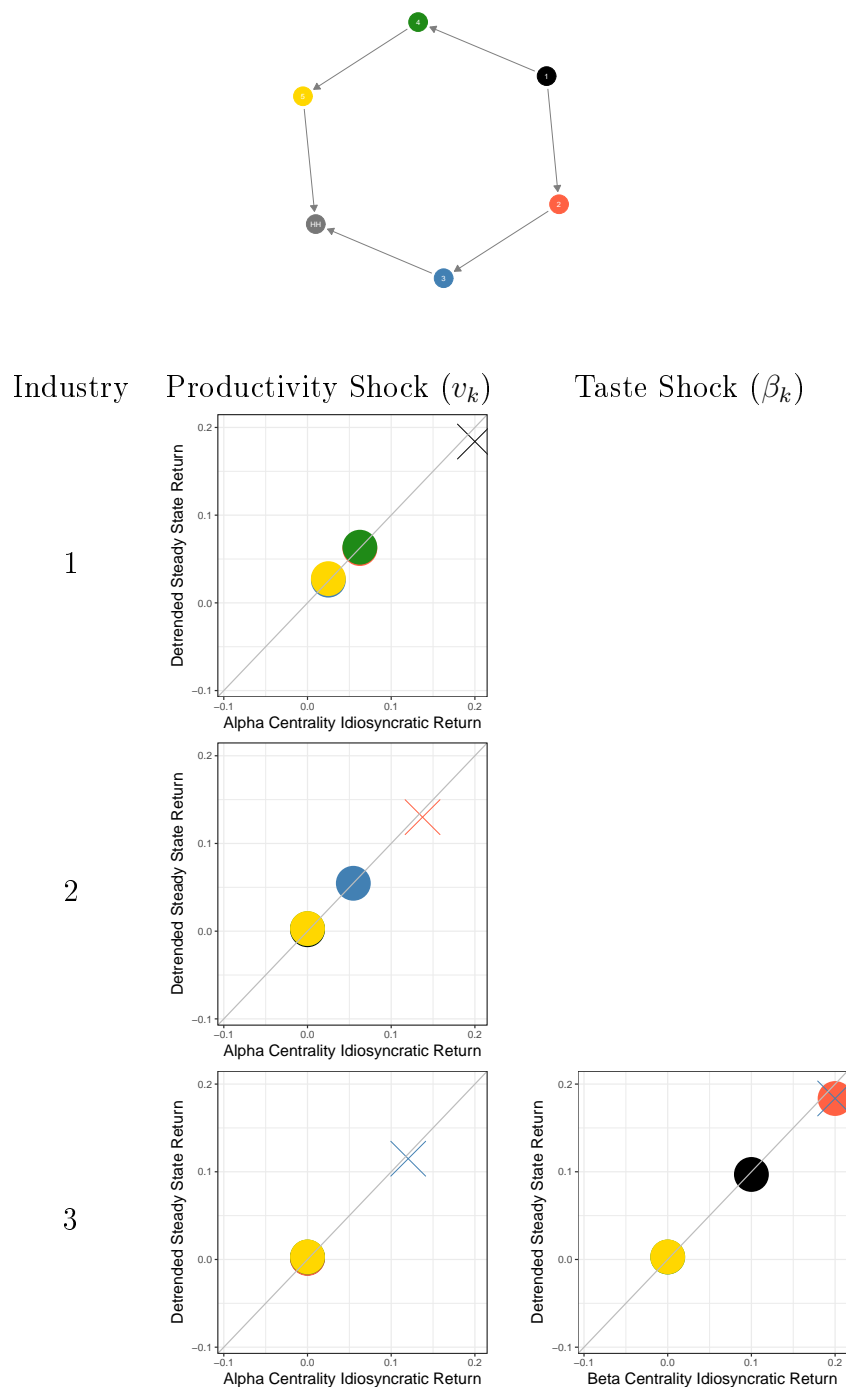 4
1
5
2
HH
3
Industry Productivity Shock (v_k) Taste Shock (β_k)
1
Detrended Steady State Return
0.2
0.1
0.0
−0.1
−0.1 0.0 0.1 0.2
Alpha Centrality Idiosyncratic Return
2
Detrended Steady State Return
0.2
0.1
0.0
−0.1
−0.1 0.0 0.1 0.2
Alpha Centrality Idiosyncratic Return
3
Detrended Steady State Return
0.2
0.1
0.0
−0.1
−0.1 0.0 0.1 0.2
Alpha Centrality Idiosyncratic Return
Detrended Steady State Return
0.2
0.1
0.0
−0.1
−0.1 0.0 0.1 0.2
Beta Centrality Idiosyncratic Return